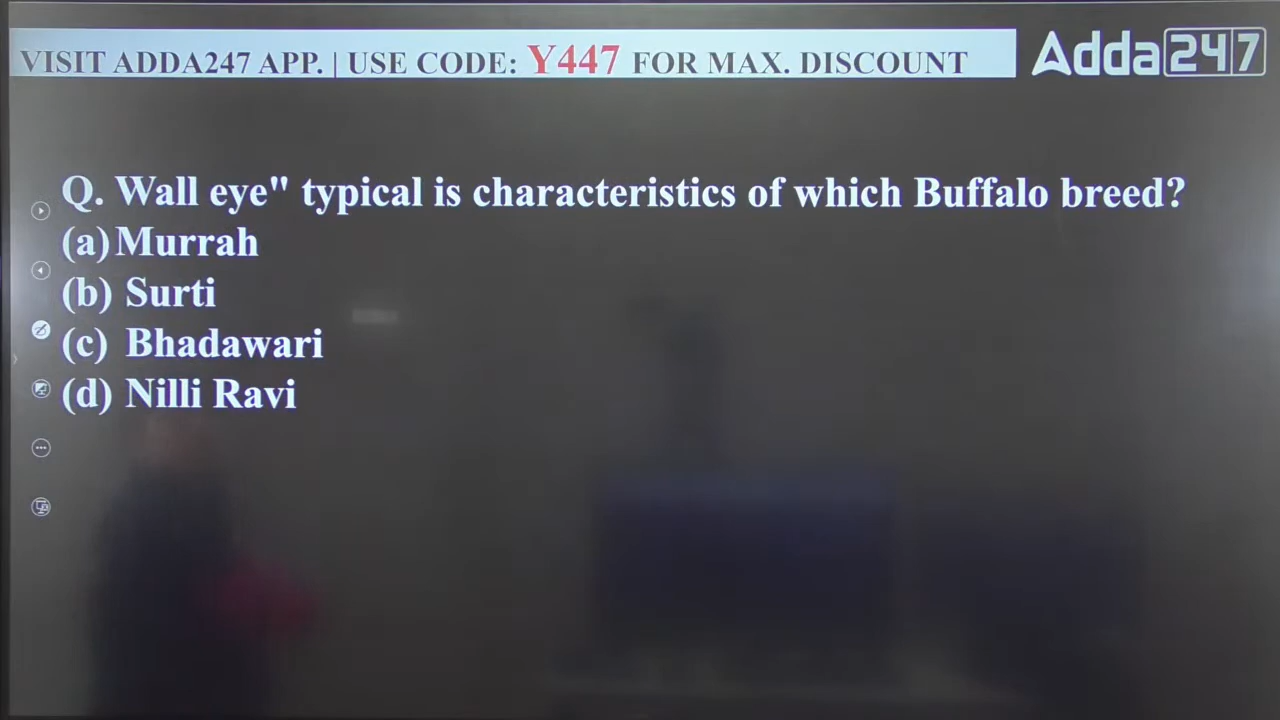 VISIT ADDA247 APP. | USE CODE: Y447 FOR MAX. DISCOUNT
Adda247
Q. Wall eye" typical is characteristics of which Buffalo breed?
(a) Murrah
(b) Surti
(c) Bhadawari
(d) Nilli Ravi